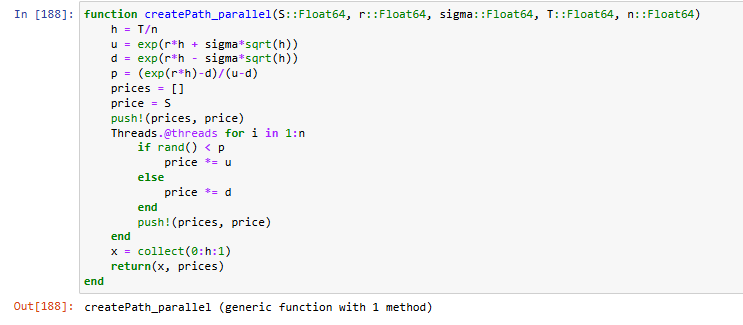 In [188]: function createPath_parallel(S::Float64, r::Float64, sigma::Float64, T::Float64, n::Float64)
    h = T/n
    u = exp(r*h + sigma*sqrt(h))
    d = exp(r*h - sigma*sqrt(h))
    p = (exp(r*h)-d)/(u-d)
    prices = []
    price = S
    push!(prices, price)
    Threads.@threads for i in 1:n
        if rand() < p
            price *= u
        else
            price *= d
        end
        push!(prices, price)
    end
    x = collect(0:h:1)
    return(x, prices)
end
Out[188]: createPath_parallel (generic function with 1 method)